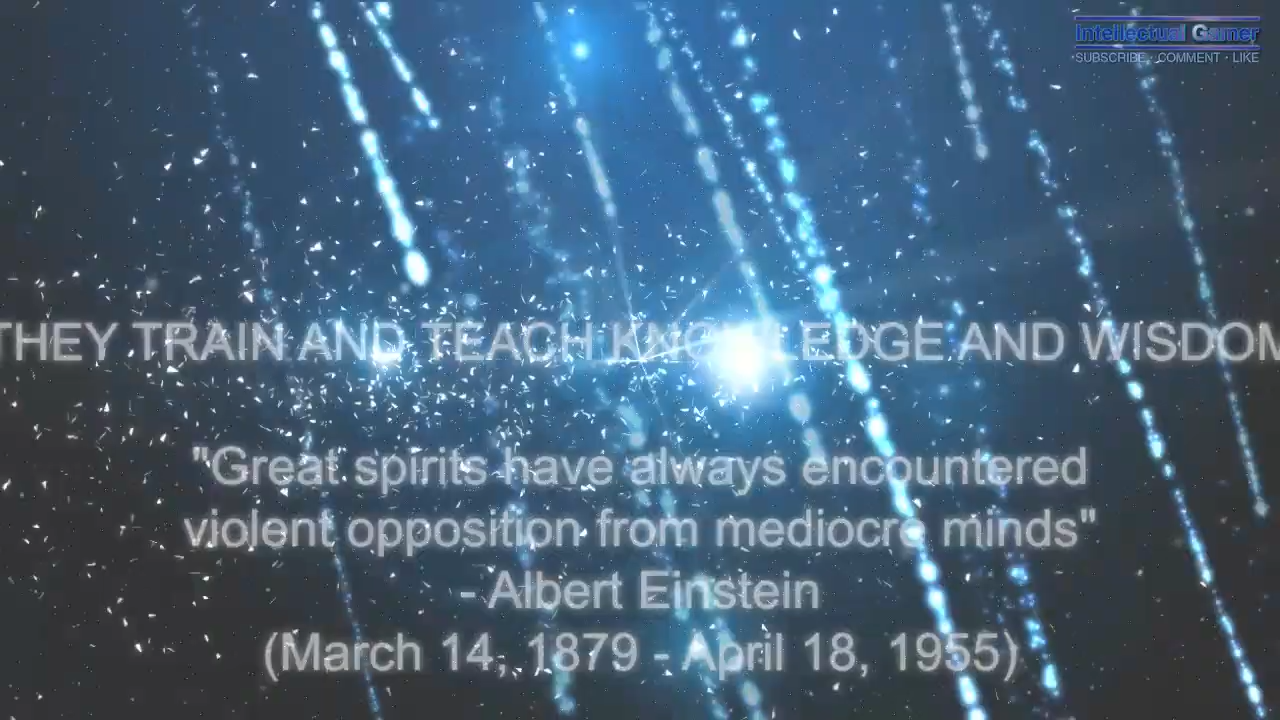 Intellectual Gamer
SUBSCRIBE · COMMENT · LIKE
THEY TRAIN AND TEACH KNOWLEDGE AND WISDOM
"Great spirits have always encountered
violent opposition from mediocre minds"
- Albert Einstein
(March 14, 1879 - April 18, 1955)